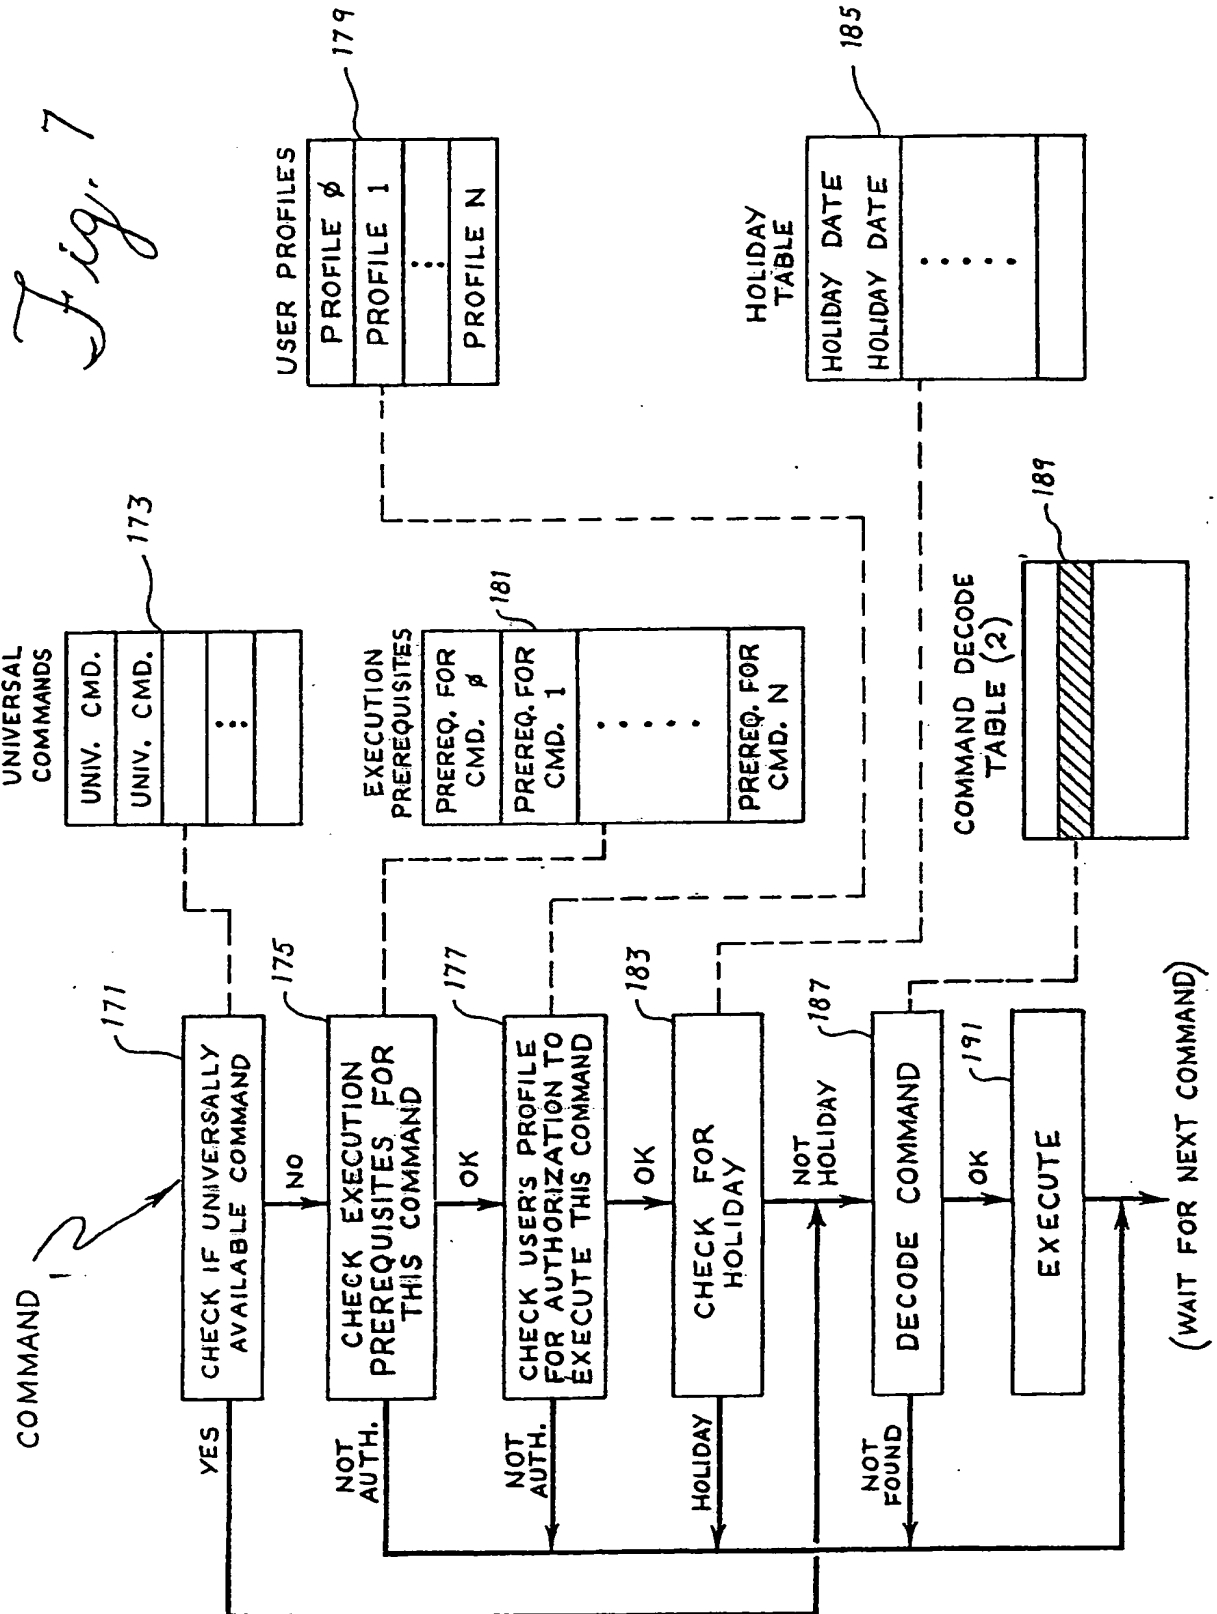 Fig. 7
COMMAND
171
CHECK IF UNIVERSALLY
AVAILABLE COMMAND
YES
NO
UNIVERSAL
COMMANDS
UNIV. CMD.
UNIV. CMD.
173
175
CHECK EXECUTION
PREREQUISITES FOR
THIS COMMAND
NOT
AUTH.
OK
EXECUTION
PREREQUISITES
PREREQ. FOR
CMD. Ø
PREREQ. FOR
CMD. 1
PREREQ. FOR
CMD. N
181
177
CHECK USER'S PROFILE
FOR AUTHORIZATION TO
EXECUTE THIS COMMAND
NOT
AUTH.
OK
USER PROFILES
PROFILE Ø
PROFILE 1
PROFILE N
179
183
CHECK FOR
HOLIDAY
HOLIDAY
NOT
HOLIDAY
HOLIDAY
TABLE
HOLIDAY DATE
HOLIDAY DATE
185
187
DECODE COMMAND
NOT
FOUND
OK
COMMAND DECODE
TABLE (2)
189
191
EXECUTE
(WAIT FOR NEXT COMMAND)